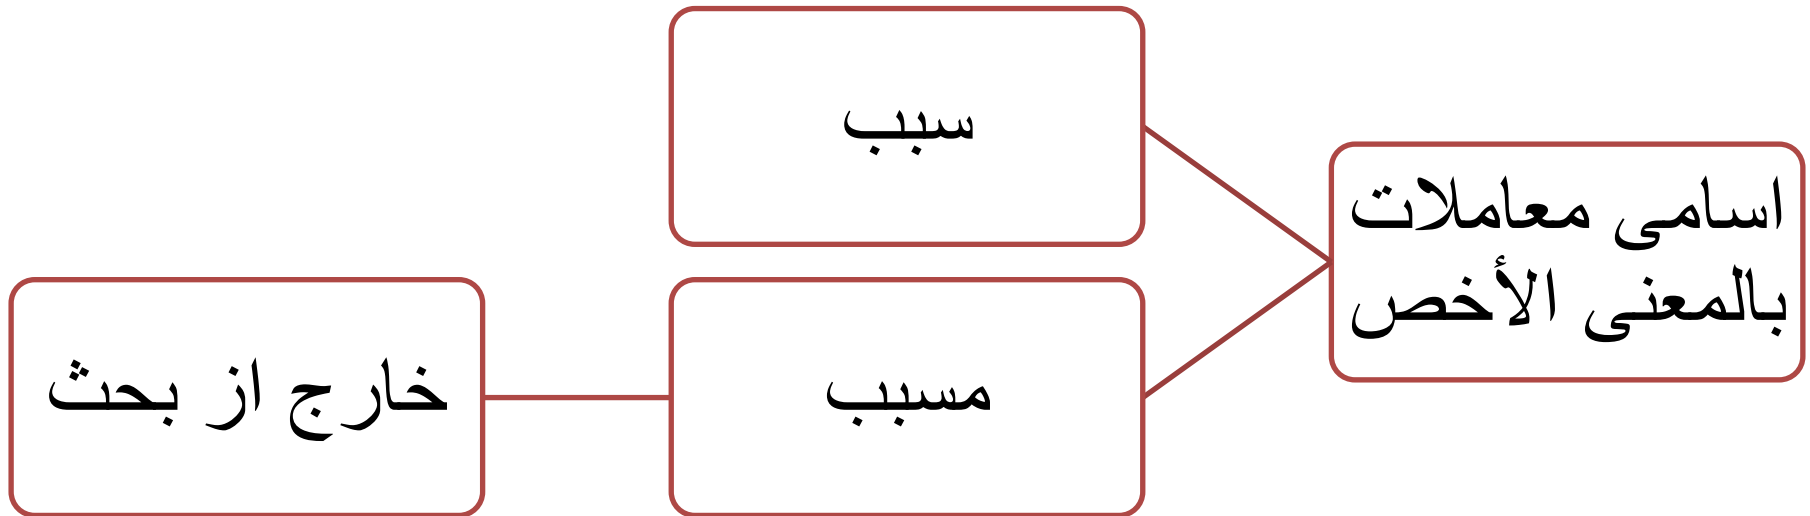 اسامی معاملات
بالمعنی الأخص
سبب
مسبب
خارج از بحث